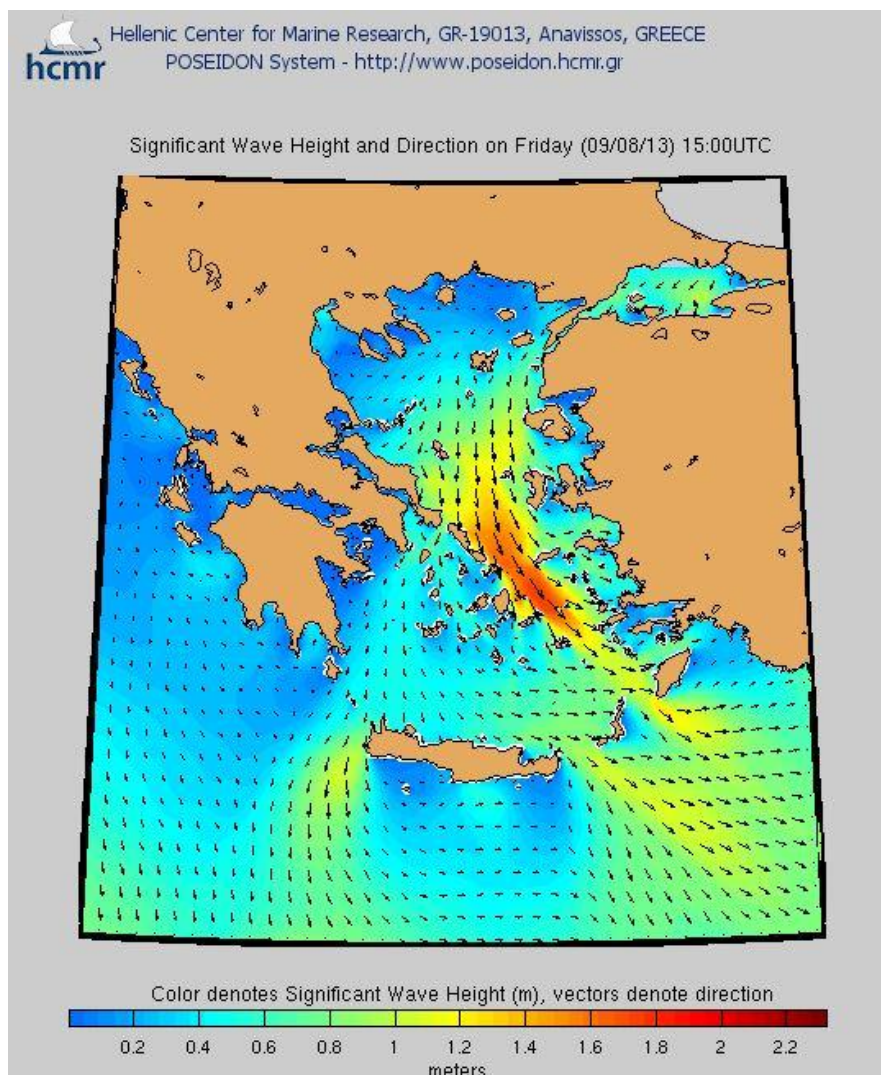 Hellenic Center for Marine Research, GR-19013, Anavissos, GREECE
hcmr POSEIDON System - http://www.poseidon.hcmr.gr
Significant Wave Height and Direction on Friday (09/08/13) 15:00UTC
Color denotes Significant Wave Height (m), vectors denote direction
0.2 0.4 0.6 0.8 1 1.2 1.4 1.6 1.8 2 2.2
meters